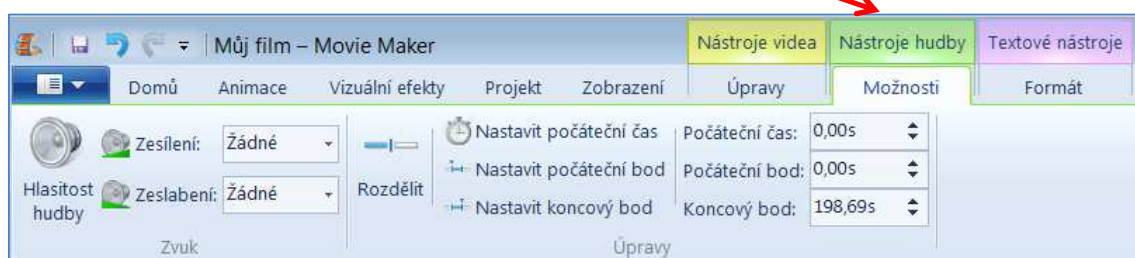 Můj film – Movie Maker
Nástroje videa
Nástroje hudby
Textové nástroje
Domů
Animace
Vizuální efekty
Projekt
Zobrazení
Úpravy
Možnosti
Formát
Hlasitost
hudby
Zesílení: Žádné
Zeslabení: Žádné
Zvuk
Rozdělit
Nastavit počáteční čas
Nastavit počáteční bod
Nastavit koncový bod
Počáteční čas: 0,00s
Počáteční bod: 0,00s
Koncový bod: 198,69s
Úpravy